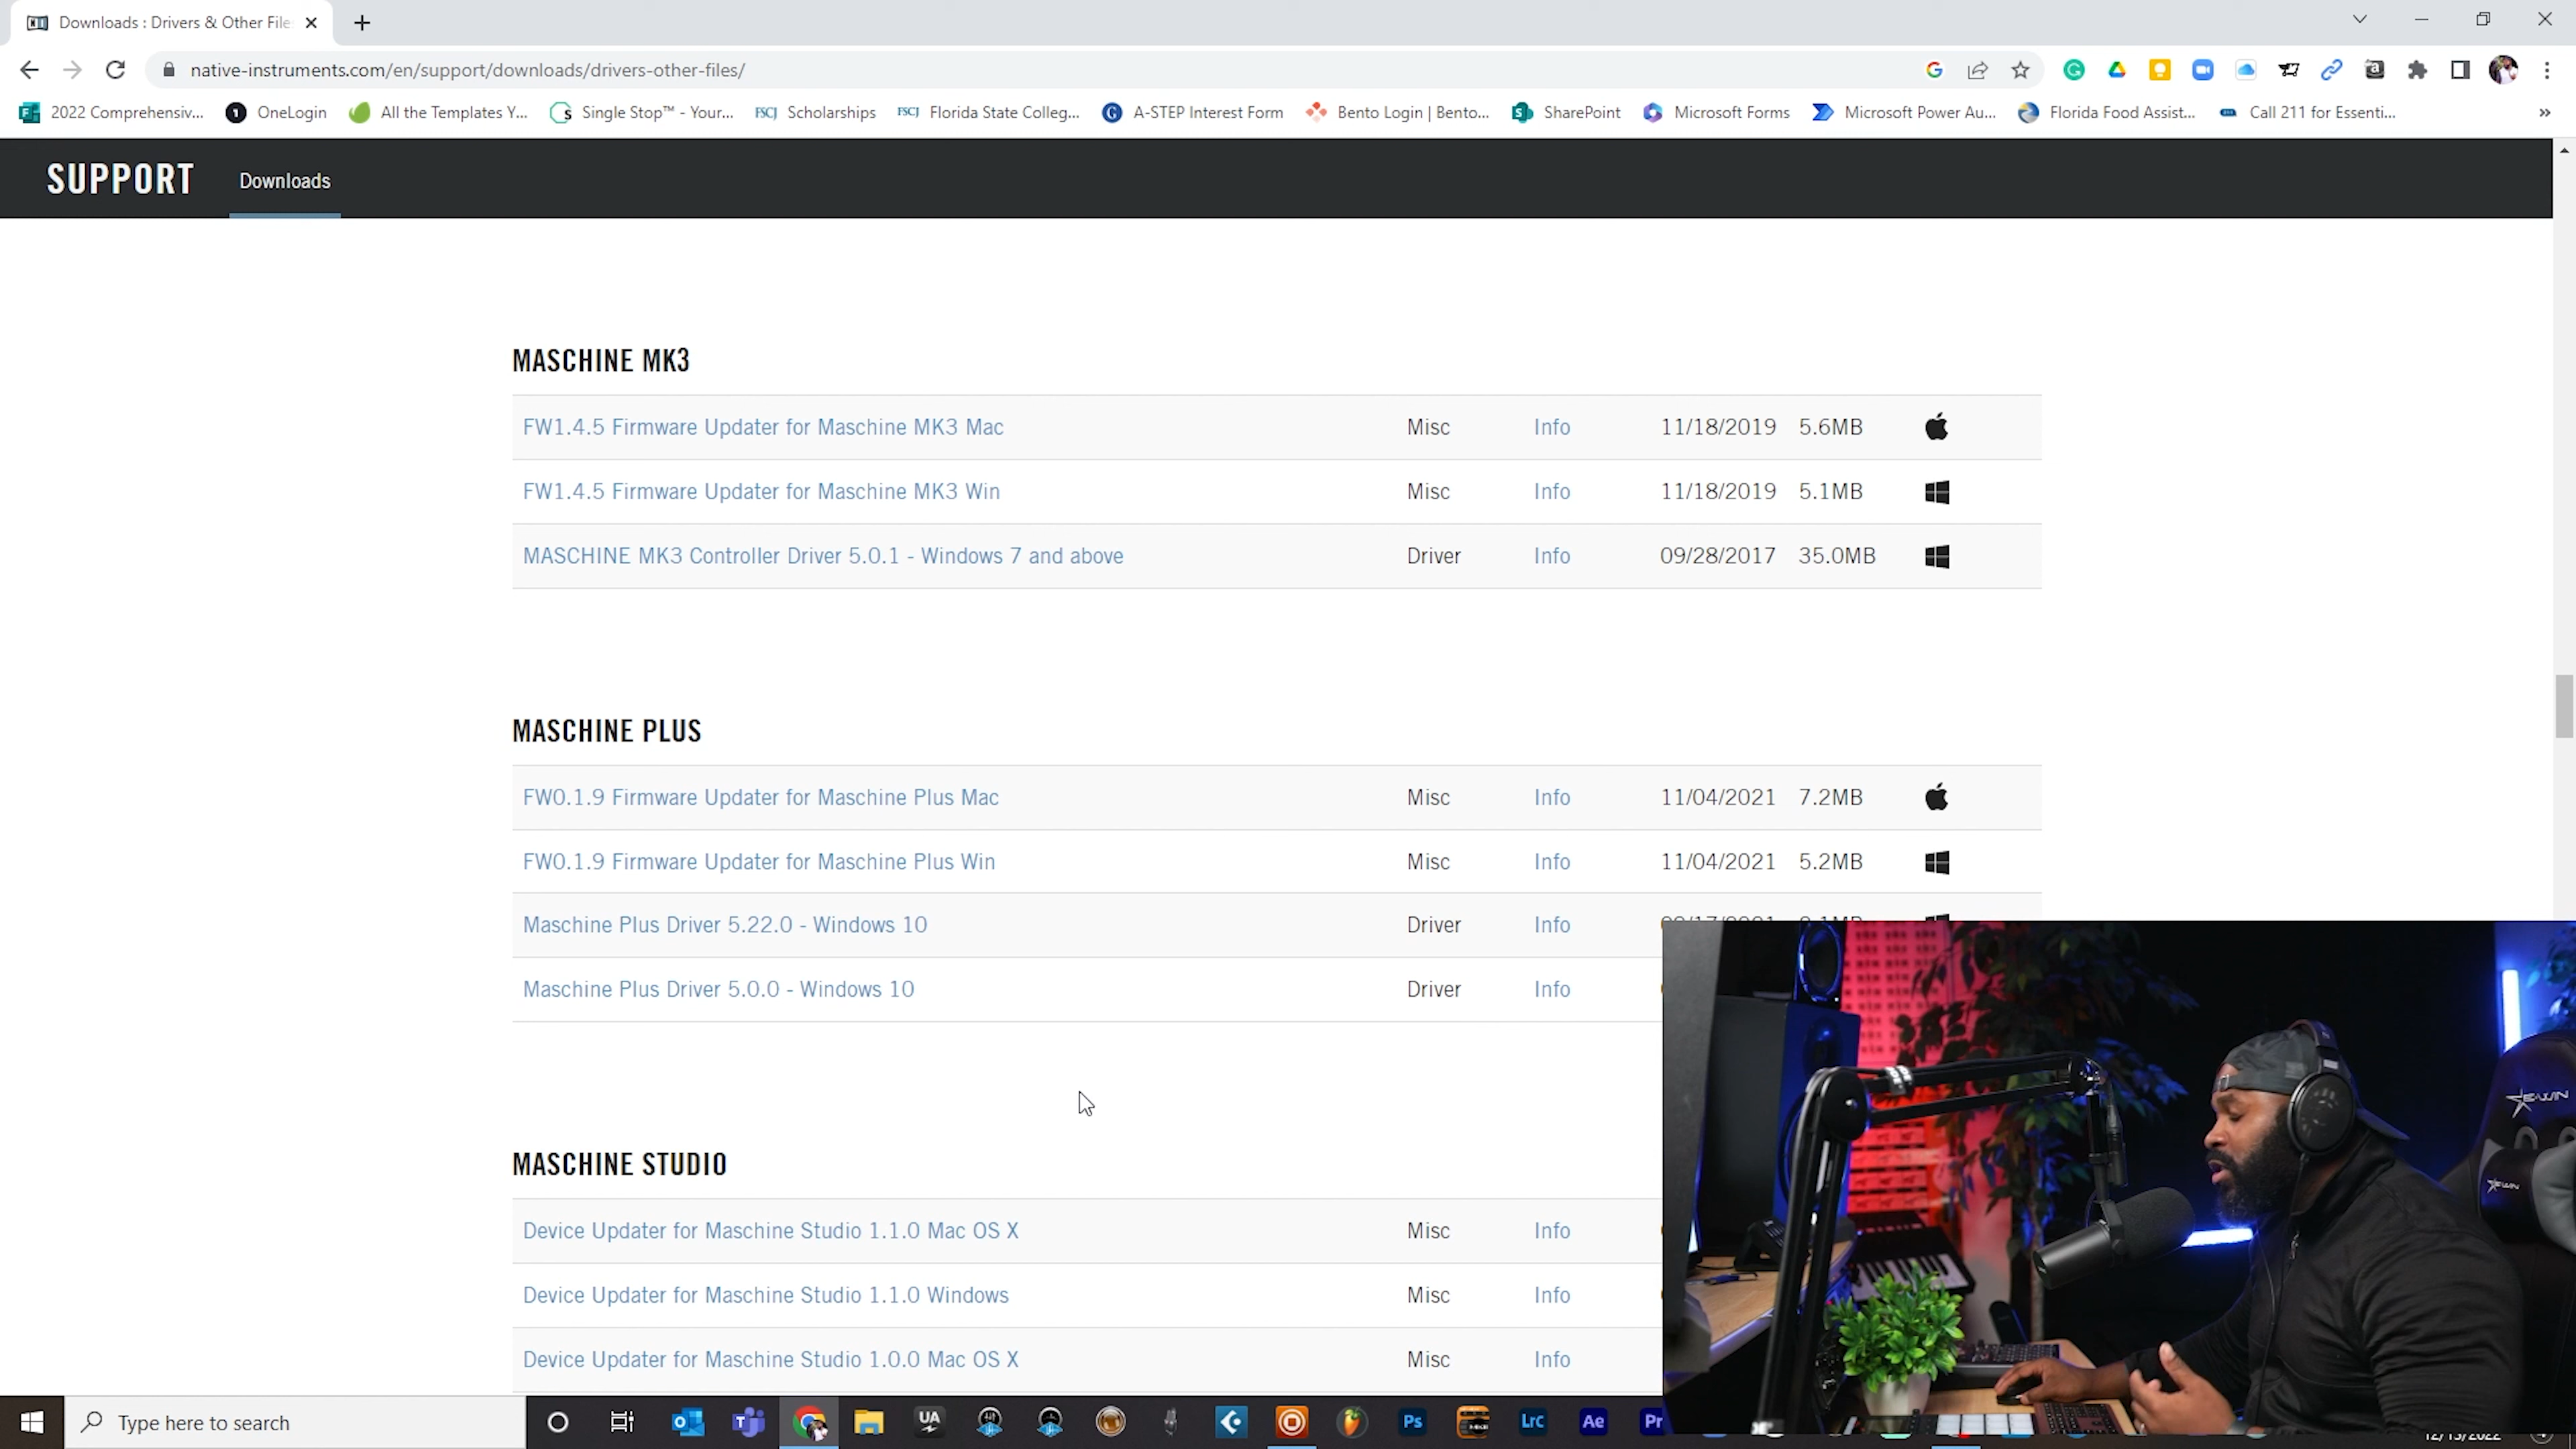 Downloads : Drivers & Other File
native-instruments.com/en/support/downloads/drivers-other-files/
2022 Comprehensiv... OneLogin All the Templates Y... Single Stop™ - Your... FSCJ Scholarships FSCJ Florida State Colleg... A-STEP Interest Form Bento Login | Bento... SharePoint Microsoft Forms Microsoft Power Au... Florida Food Assist... Call 211 for Essenti...
SUPPORT Downloads
MASCHINE MK3
FW1.4.5 Firmware Updater for Maschine MK3 Mac Misc Info 11/18/2019 5.6MB
FW1.4.5 Firmware Updater for Maschine MK3 Win Misc Info 11/18/2019 5.1MB
MASCHINE MK3 Controller Driver 5.0.1 - Windows 7 and above Driver Info 09/28/2017 35.0MB
MASCHINE PLUS
FW0.1.9 Firmware Updater for Maschine Plus Mac Misc Info 11/04/2021 7.2MB
FW0.1.9 Firmware Updater for Maschine Plus Win Misc Info 11/04/2021 5.2MB
Maschine Plus Driver 5.22.0 - Windows 10 Driver Info
Maschine Plus Driver 5.0.0 - Windows 10 Driver Info
MASCHINE STUDIO
Device Updater for Maschine Studio 1.1.0 Mac OS X Misc Info
Device Updater for Maschine Studio 1.1.0 Windows Misc Info
Device Updater for Maschine Studio 1.0.0 Mac OS X Misc Info
Type here to search
UA Ps LrC Ae Pr
12/13/2022